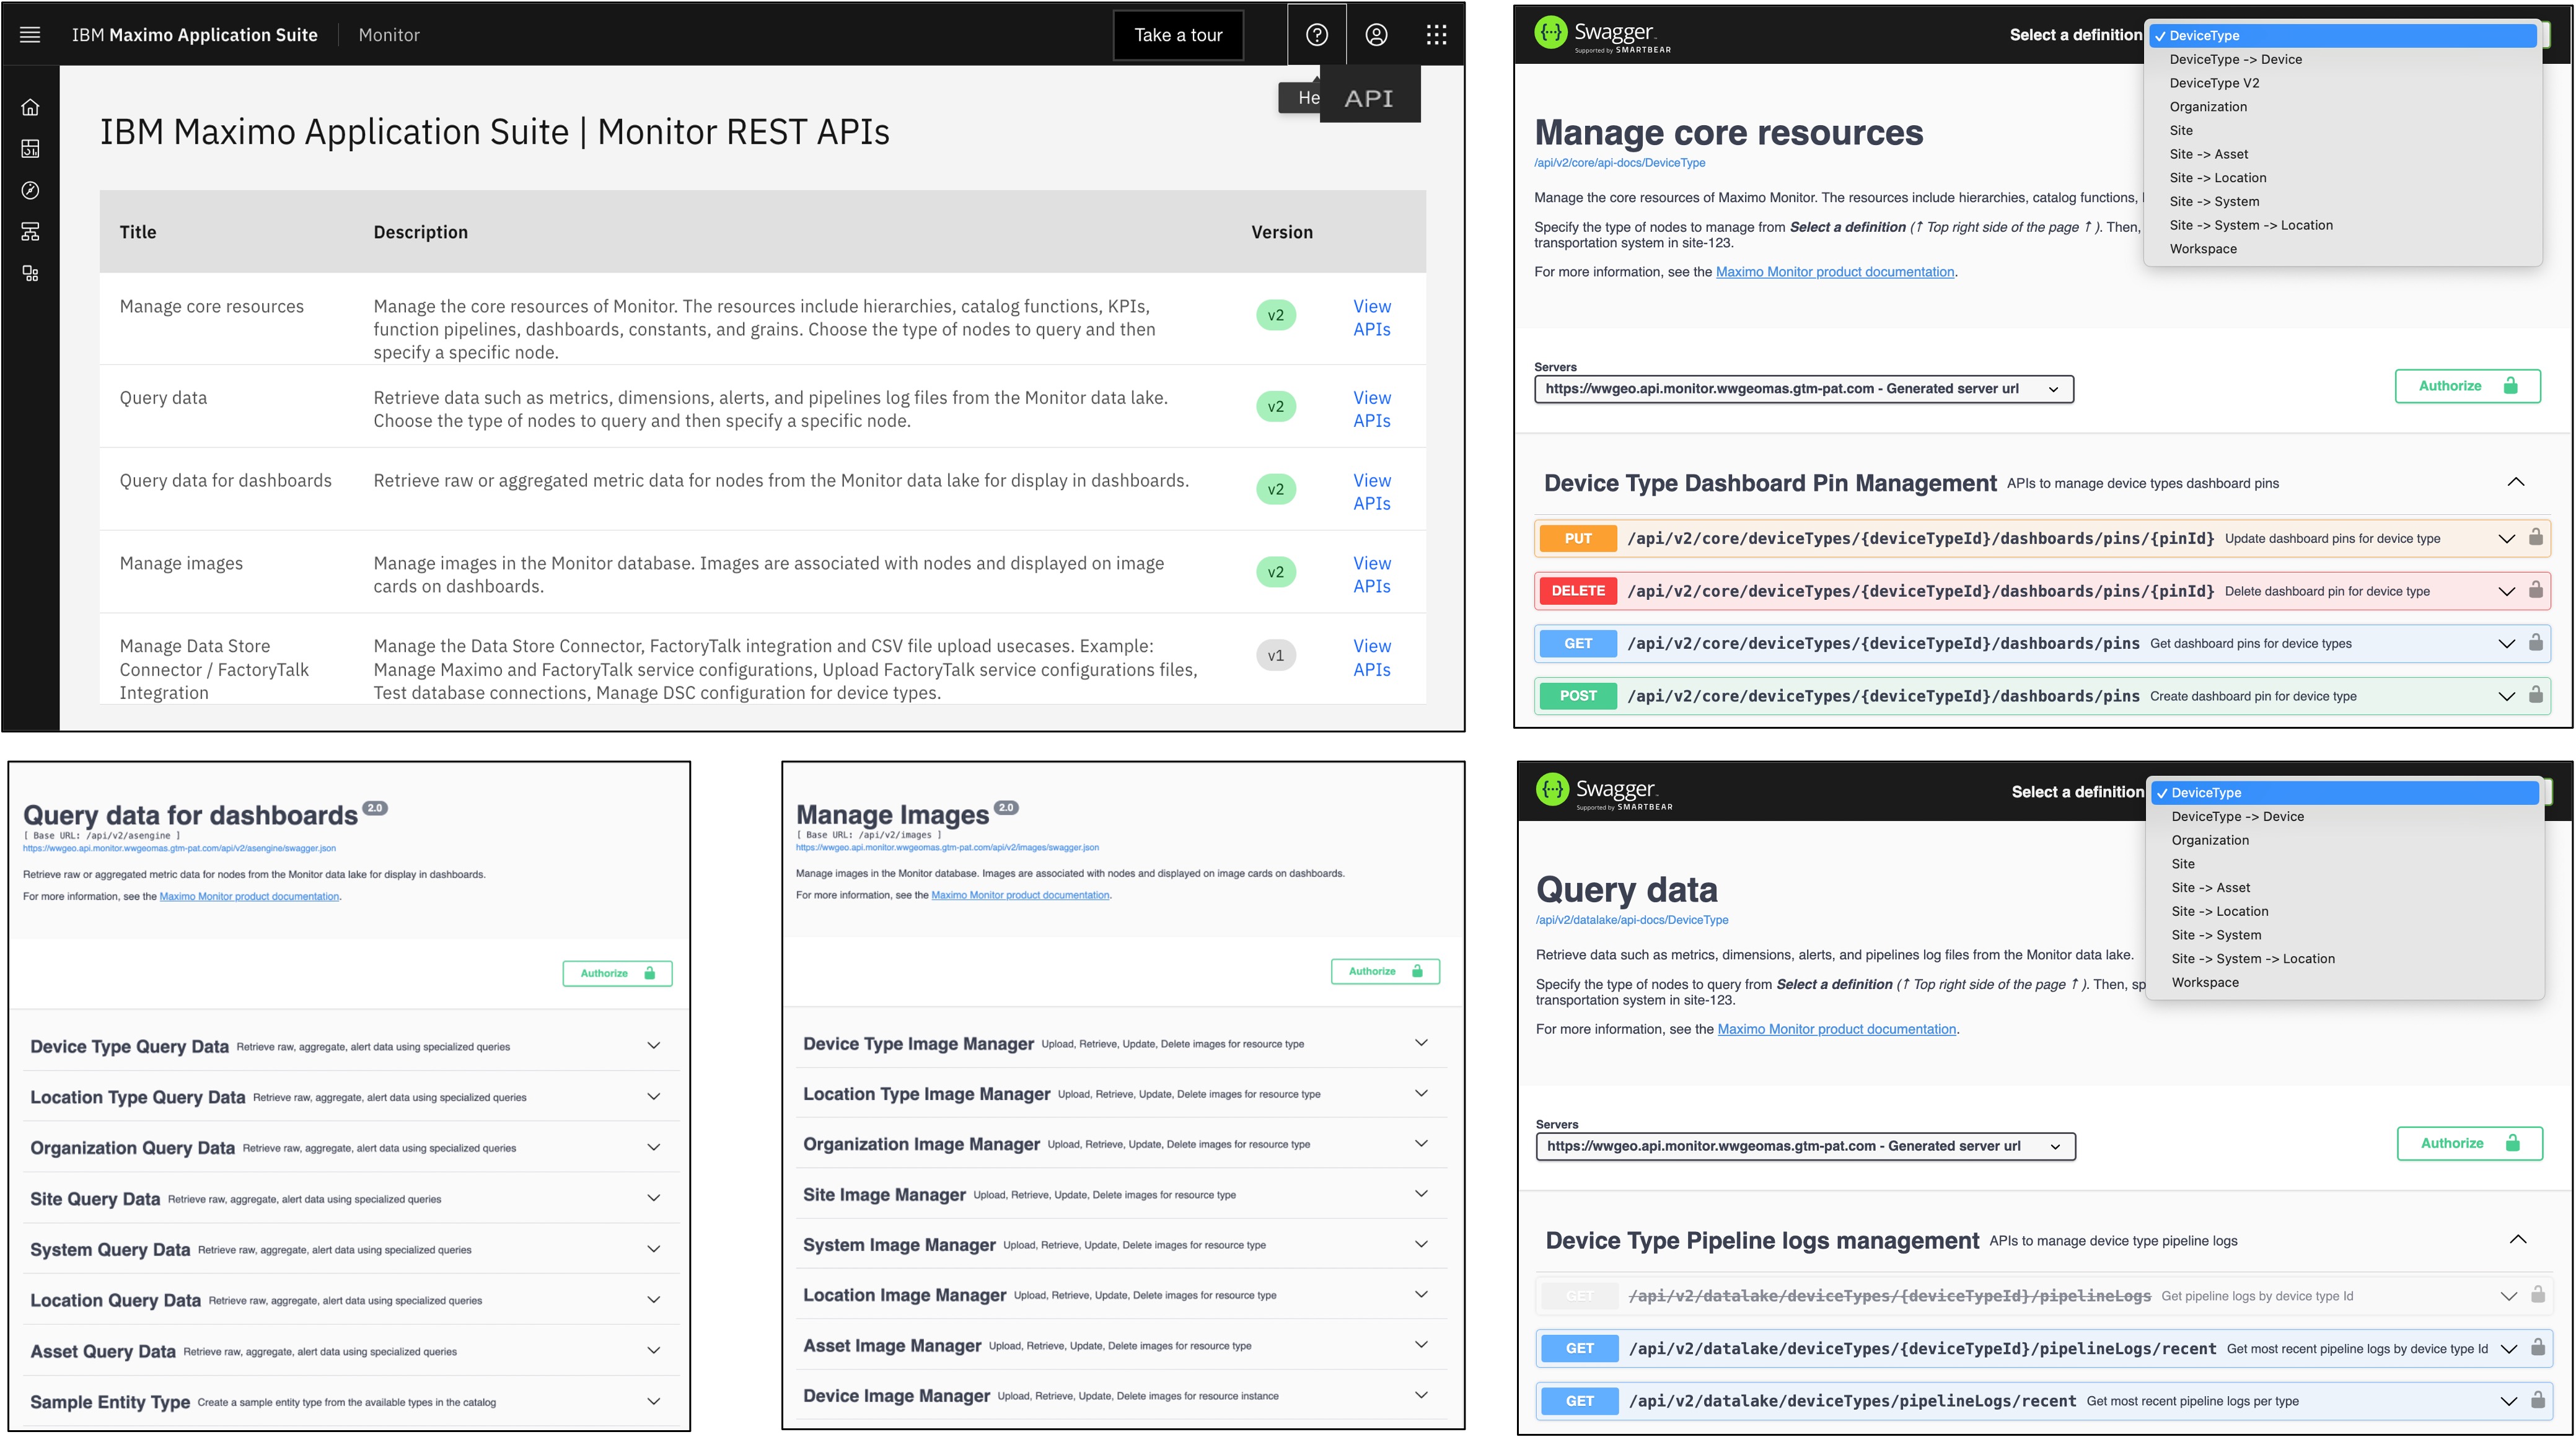 IBM Maximo Application Suite | Monitor
Take a tour
He
API
IBM Maximo Application Suite | Monitor REST APIs
Title Description Version
Manage core resources Manage the core resources of Monitor. The resources include hierarchies, catalog functions, KPIs, v2 View
function pipelines, dashboards, constants, and grains. Choose the type of nodes to query and then APIs
specify a specific node.
Query data Retrieve data such as metrics, dimensions, alerts, and pipelines log files from the Monitor data lake. v2 View
Choose the type of nodes to query and then specify a specific node. APIs
Query data for dashboards Retrieve raw or aggregated metric data for nodes from the Monitor data lake for display in dashboards. v2 View
APIs
Manage images Manage images in the Monitor database. Images are associated with nodes and displayed on image v2 View
cards on dashboards. APIs
Manage Data Store Manage the Data Store Connector, FactoryTalk integration and CSV file upload usecases. Example: v1 View
Connector / FactoryTalk Manage Maximo and FactoryTalk service configurations, Upload FactoryTalk service configurations files, APIs
Integration Test database connections, Manage DSC configuration for device types.
Swagger
Supported by SMARTBEAR
Select a definition
✓ DeviceType
DeviceType -> Device
DeviceType V2
Organization
Site
Site -> Asset
Site -> Location
Site -> System
Site -> System -> Location
Workspace
Manage core resources
/api/v2/core/api-docs/DeviceType
Manage the core resources of Maximo Monitor. The resources include hierarchies, catalog functions,
Specify the type of nodes to manage from Select a definition (↑ Top right side of the page ↑ ). Then,
transportation system in site-123.
For more information, see the Maximo Monitor product documentation.
Servers
https://wwgeo.api.monitor.wwgeomas.gtm-pat.com - Generated server url
Authorize
Device Type Dashboard Pin Management APIs to manage device types dashboard pins
PUT /api/v2/core/deviceTypes/{deviceTypeId}/dashboards/pins/{pinId} Update dashboard pins for device type
DELETE /api/v2/core/deviceTypes/{deviceTypeId}/dashboards/pins/{pinId} Delete dashboard pin for device type
GET /api/v2/core/deviceTypes/{deviceTypeId}/dashboards/pins Get dashboard pins for device types
POST /api/v2/core/deviceTypes/{deviceTypeId}/dashboards/pins Create dashboard pin for device type
Query data for dashboards 2.0
[ Base URL: /api/v2/asengine ]
https://wwgeo.api.monitor.wwgeomas.gtm-pat.com/api/v2/asengine/swagger.json
Retrieve raw or aggregated metric data for nodes from the Monitor data lake for display in dashboards.
For more information, see the Maximo Monitor product documentation.
Authorize
Device Type Query Data Retrieve raw, aggregate, alert data using specialized queries
Location Type Query Data Retrieve raw, aggregate, alert data using specialized queries
Organization Query Data Retrieve raw, aggregate, alert data using specialized queries
Site Query Data Retrieve raw, aggregate, alert data using specialized queries
System Query Data Retrieve raw, aggregate, alert data using specialized queries
Location Query Data Retrieve raw, aggregate, alert data using specialized queries
Asset Query Data Retrieve raw, aggregate, alert data using specialized queries
Sample Entity Type Create a sample entity type from the available types in the catalog
Manage Images 2.0
[ Base URL: /api/v2/images ]
https://wwgeo.api.monitor.wwgeomas.gtm-pat.com/api/v2/images/swagger.json
Manage images in the Monitor database. Images are associated with nodes and displayed on image cards on dashboards.
For more information, see the Maximo Monitor product documentation.
Authorize
Device Type Image Manager Upload, Retrieve, Update, Delete images for resource type
Location Type Image Manager Upload, Retrieve, Update, Delete images for resource type
Organization Image Manager Upload, Retrieve, Update, Delete images for resource type
Site Image Manager Upload, Retrieve, Update, Delete images for resource type
System Image Manager Upload, Retrieve, Update, Delete images for resource type
Location Image Manager Upload, Retrieve, Update, Delete images for resource type
Asset Image Manager Upload, Retrieve, Update, Delete images for resource type
Device Image Manager Upload, Retrieve, Update, Delete images for resource instance
Swagger
Supported by SMARTBEAR
Select a definition
✓ DeviceType
DeviceType -> Device
Organization
Site
Site -> Asset
Site -> Location
Site -> System
Site -> System -> Location
Workspace
Query data
/api/v2/datalake/api-docs/DeviceType
Retrieve data such as metrics, dimensions, alerts, and pipelines log files from the Monitor data lake.
Specify the type of nodes to query from Select a definition (↑ Top right side of the page ↑ ). Then, sp
transportation system in site-123.
For more information, see the Maximo Monitor product documentation.
Servers
https://wwgeo.api.monitor.wwgeomas.gtm-pat.com - Generated server url
Authorize
Device Type Pipeline logs management APIs to manage device type pipeline logs
GET /api/v2/datalake/deviceTypes/{deviceTypeId}/pipelineLogs Get pipeline logs by device type Id
GET /api/v2/datalake/deviceTypes/{deviceTypeId}/pipelineLogs/recent Get most recent pipeline logs by device type Id
GET /api/v2/datalake/deviceTypes/pipelineLogs/recent Get most recent pipeline logs per type